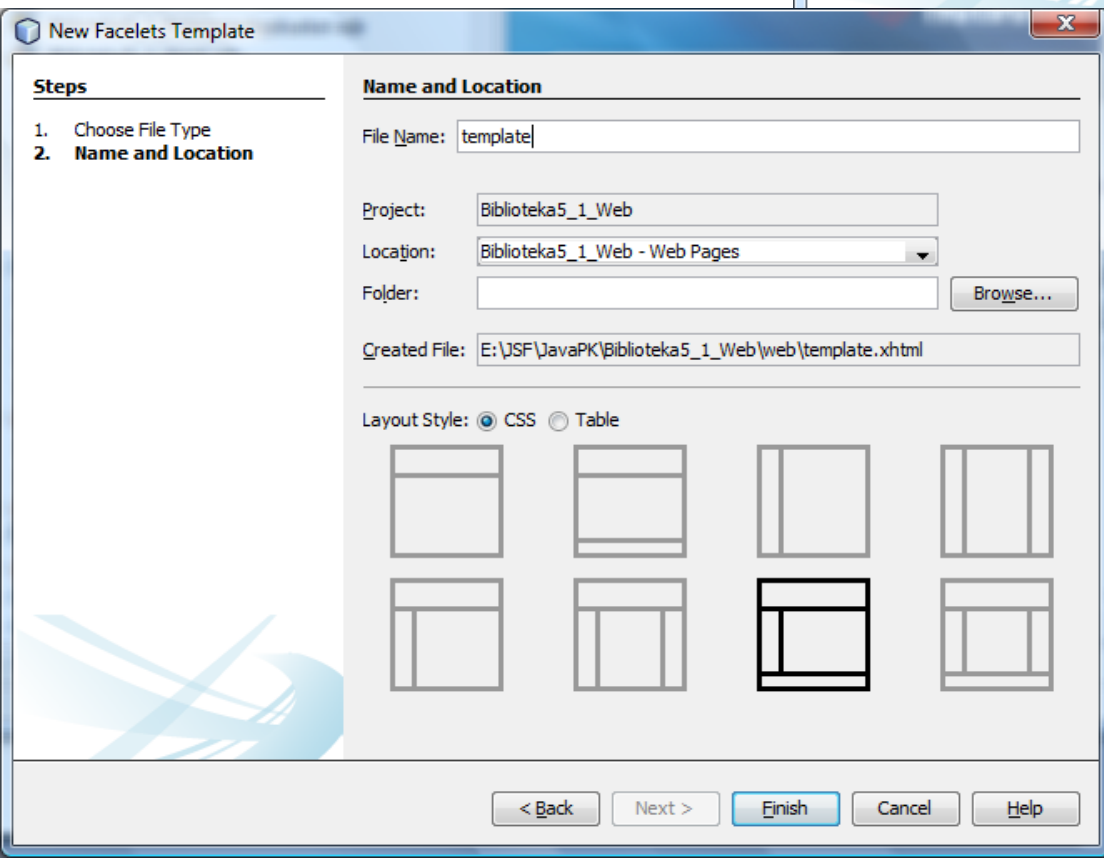 New Facelets Template
Steps
1. Choose File Type
2. Name and Location
Name and Location
File Name: template
Project: Biblioteka5_1_Web
Location: Biblioteka5_1_Web - Web Pages
Folder:
Browse...
Created File: E:\JSF\JavaPK\Biblioteka5_1_Web\web\template.xhtml
Layout Style: CSS Table
< Back Next > Finish Cancel Help